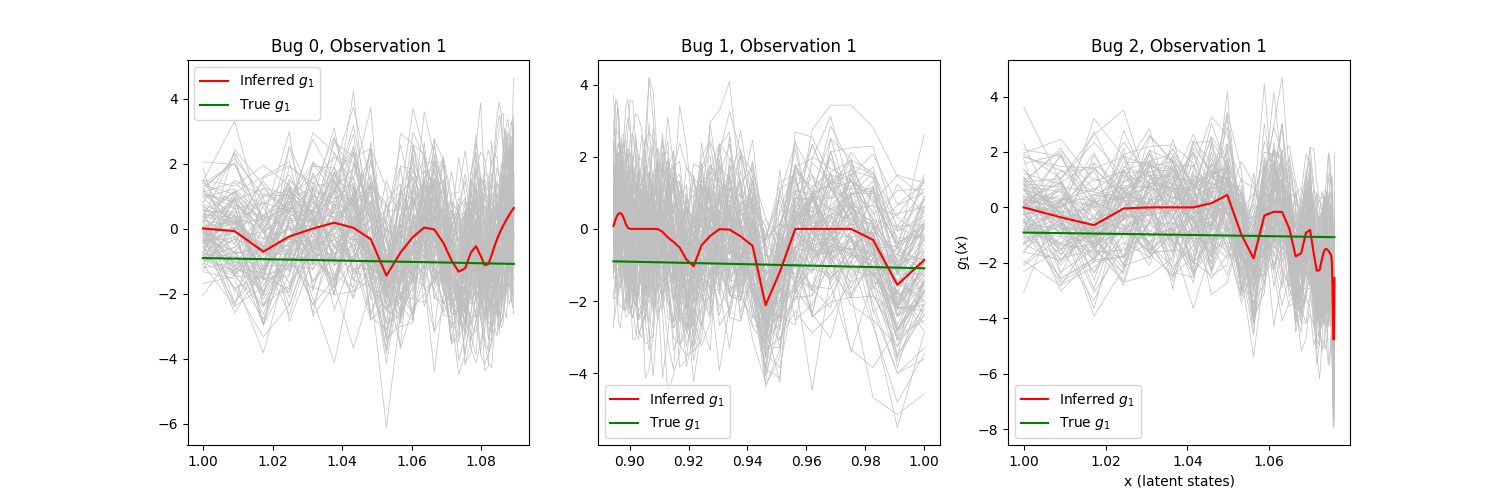 Bug 0, Observation 1
Inferred g₁
True g₁
4
2
0
−2
−4
−6
1.00 1.02 1.04 1.06 1.08
Bug 1, Observation 1
4
2
0
−2
−4
Inferred g₁
True g₁
0.90 0.92 0.94 0.96 0.98 1.00
Bug 2, Observation 1
g₁(x)
4
2
0
−2
−4
−6
−8
Inferred g₁
True g₁
1.00 1.02 1.04 1.06
x (latent states)